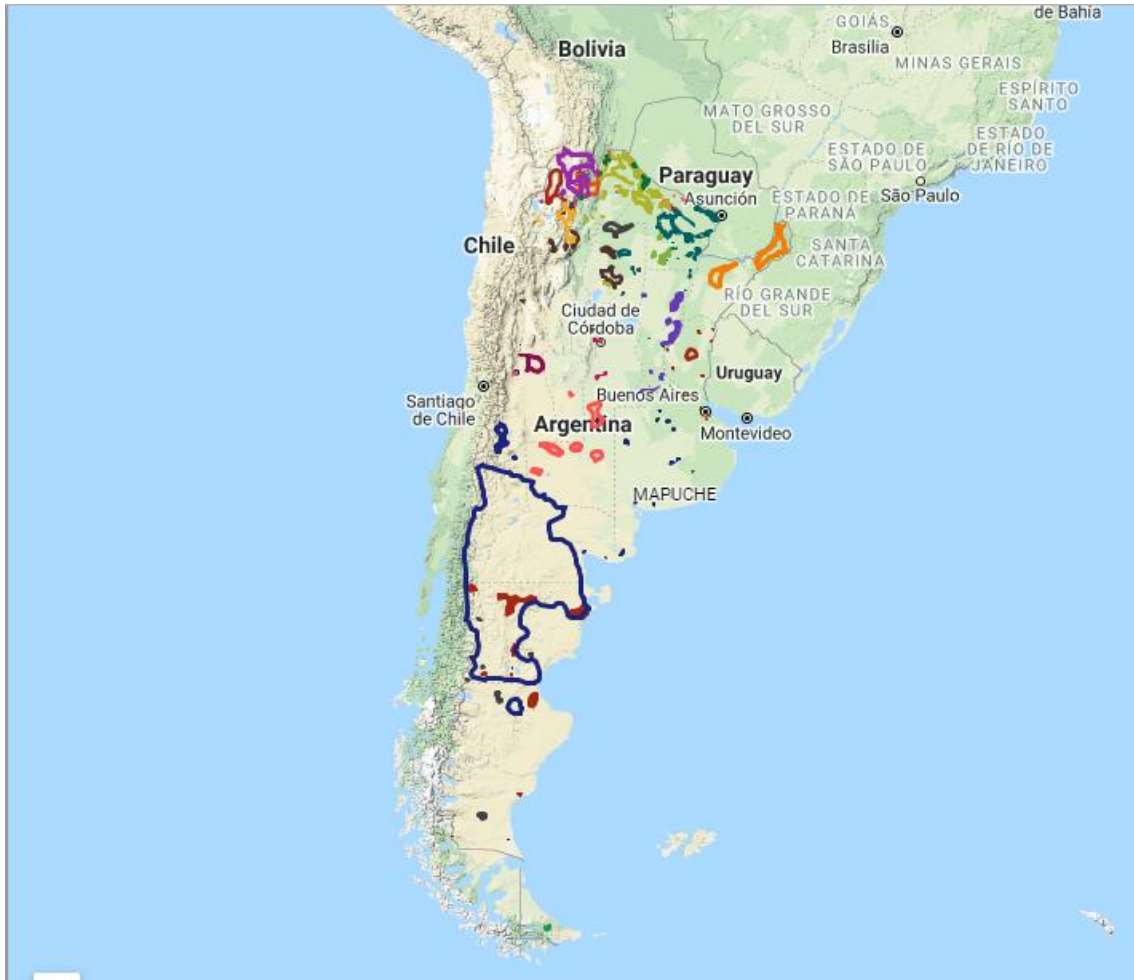 de Bahía
GOIÁS
Brasilia
Bolivia
MINAS GERAIS
ESPÍRITO
SANTO
MATO GROSSO
DEL SUR
ESTADO DE
SÃO PAULO
ESTADO
DE RÍO DE
JANEIRO
Paraguay
Asunción
São Paulo
ESTADO DE
PARANÁ
Chile
SANTA
CATARINA
RÍO GRANDE
DEL SUR
Ciudad de
Córdoba
Uruguay
Santiago
de Chile
Buenos Aires
Argentina
Montevideo
MAPUCHE